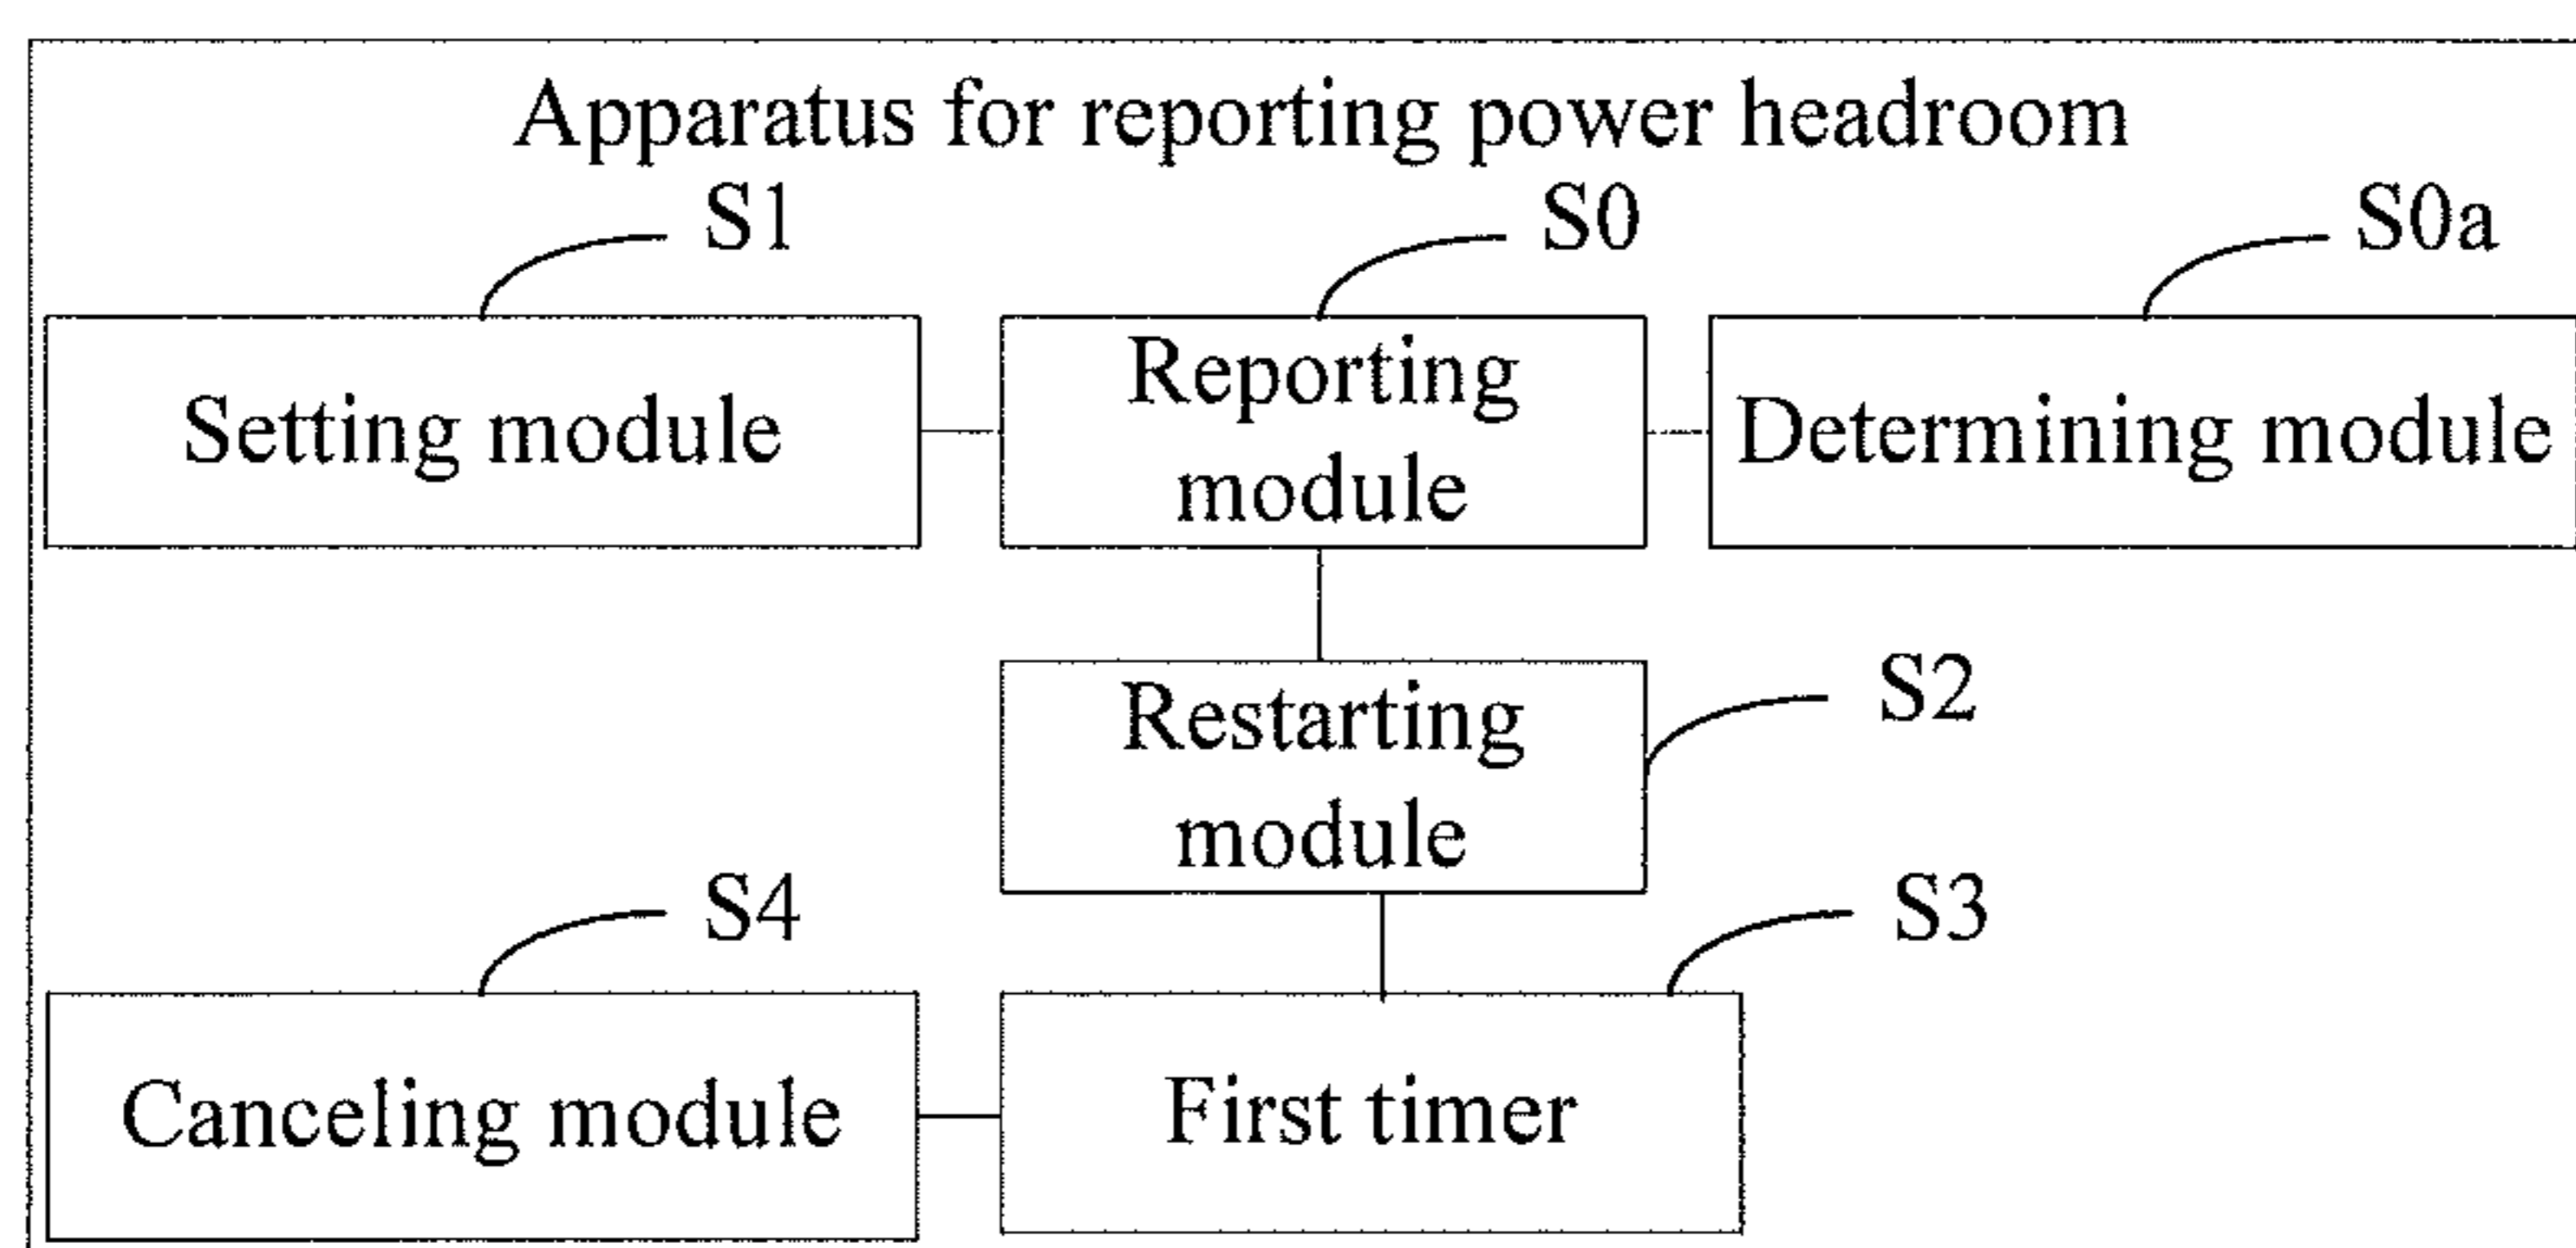 Apparatus for reporting power headroom
S1
S0
S0a
Setting module
Reporting
module
Determining module
Restarting
module
S2
S4
S3
Canceling module
First timer